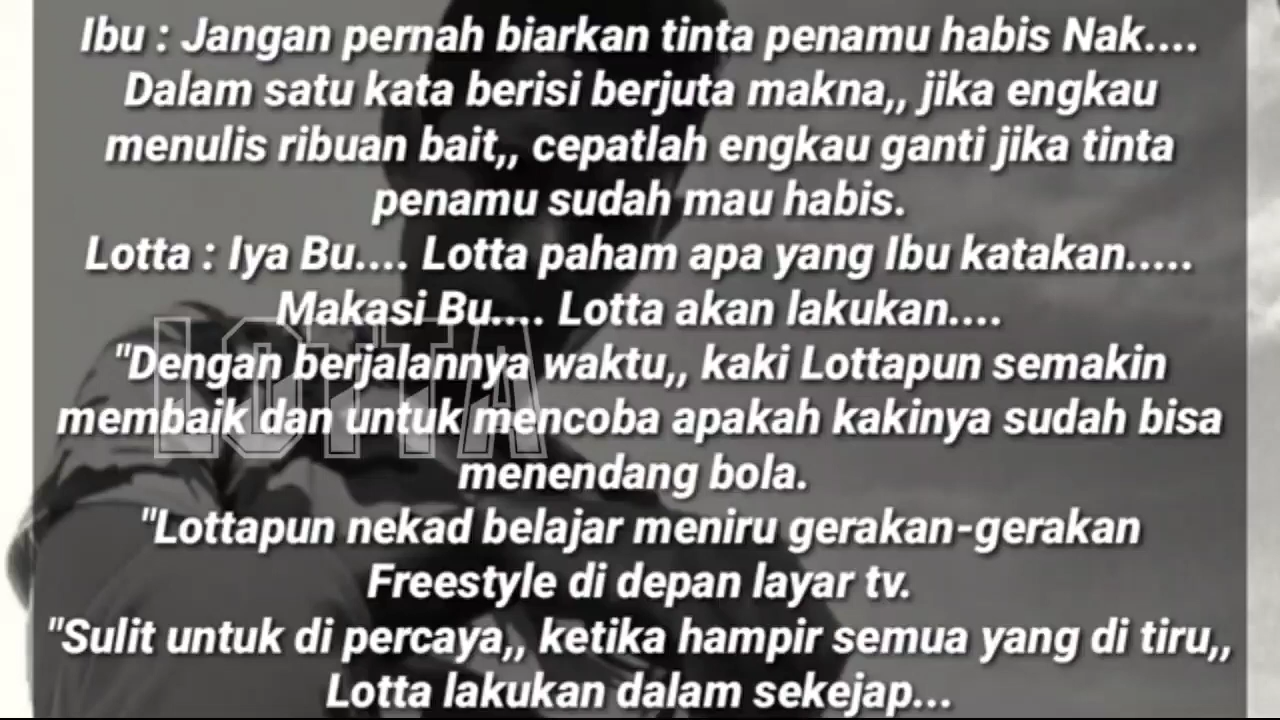 Ibu : Jangan pernah biarkan tinta penamu habis Nak....
Dalam satu kata berisi berjuta makna,, jika engkau
menulis ribuan bait,, cepatlah engkau ganti jika tinta
penamu sudah mau habis.
Lotta : Iya Bu.... Lotta paham apa yang Ibu katakan.....
Makasi Bu.... Lotta akan lakukan....
"Dengan berjalannya waktu,, kaki Lottapun semakin
membaik dan untuk mencoba apakah kakinya sudah bisa
menendang bola.
"Lottapun nekad belajar meniru gerakan-gerakan
Freestyle di depan layar tv.
"Sulit untuk di percaya,, ketika hampir semua yang di tiru,,
Lotta lakukan dalam sekejap...
LOTTA